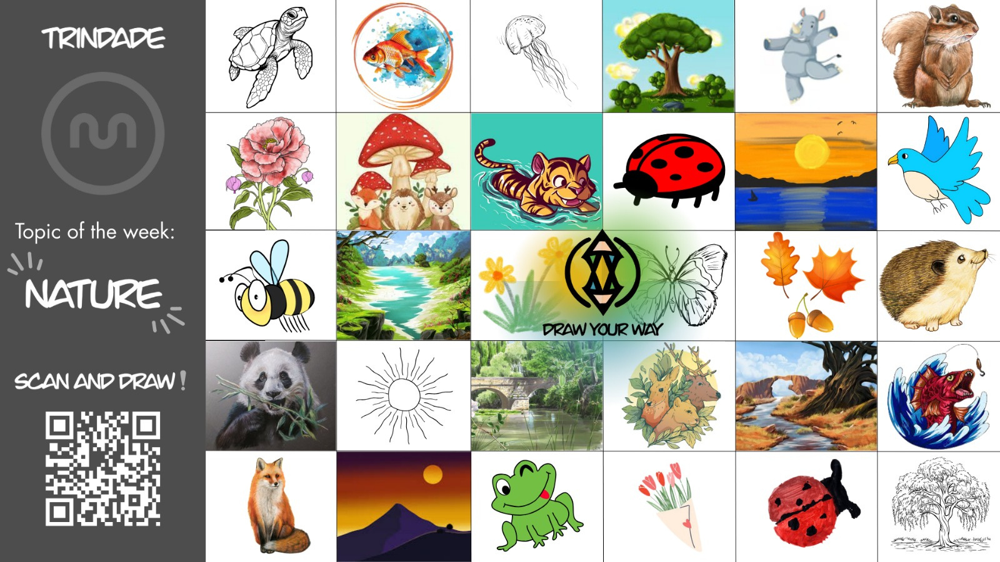 TRINDADE
Topic of the week:
NATURE
SCAN AND DRAW!
DRAW YOUR WAY